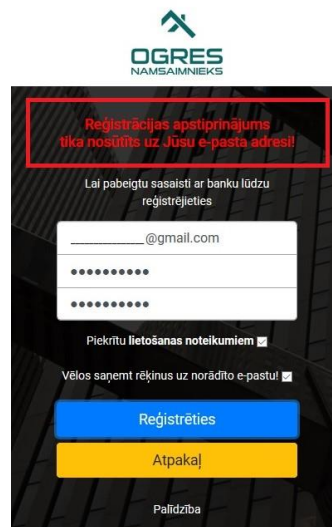 OGRES
NAMSAIMNIEKS
Reģistrācijas apstiprinājums
tika nosūtīts uz Jūsu e-pasta adresi!
Lai pabeigtu sasaisti ar banku lūdzu
reģistrējieties
______________@gmail.com
●●●●●●●●●●
●●●●●●●●●●
Piekrītu lietošanas noteikumiem
Vēlos saņemt rēķinus uz norādīto e-pastu!
Reģistrēties
Atpakaļ
Palīdzība